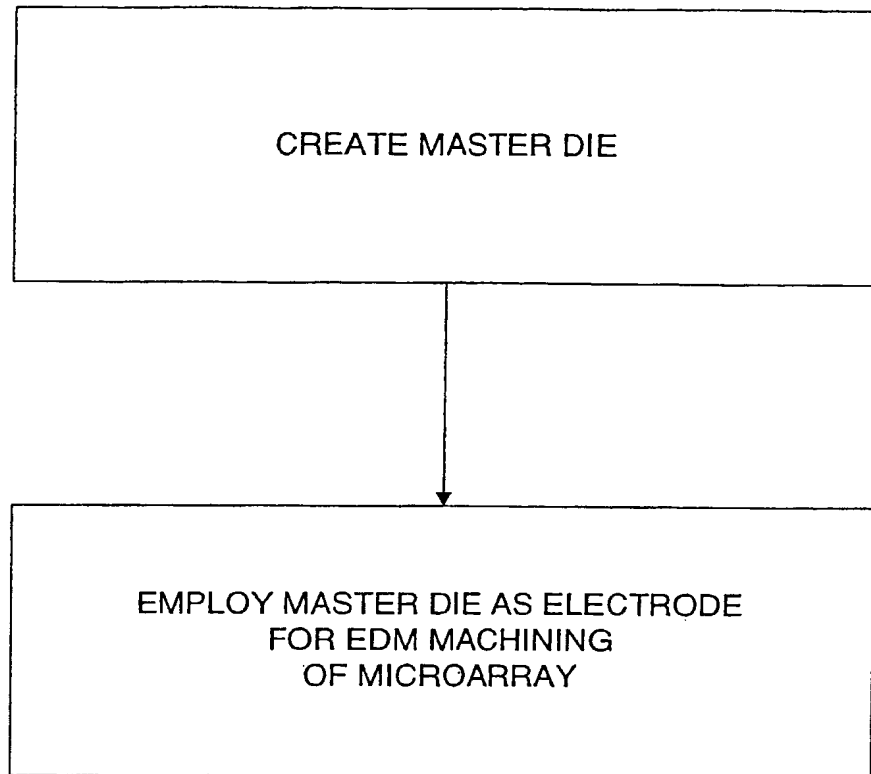 CREATE MASTER DIE
EMPLOY MASTER DIE AS ELECTRODE
FOR EDM MACHINING
OF MICROARRAY